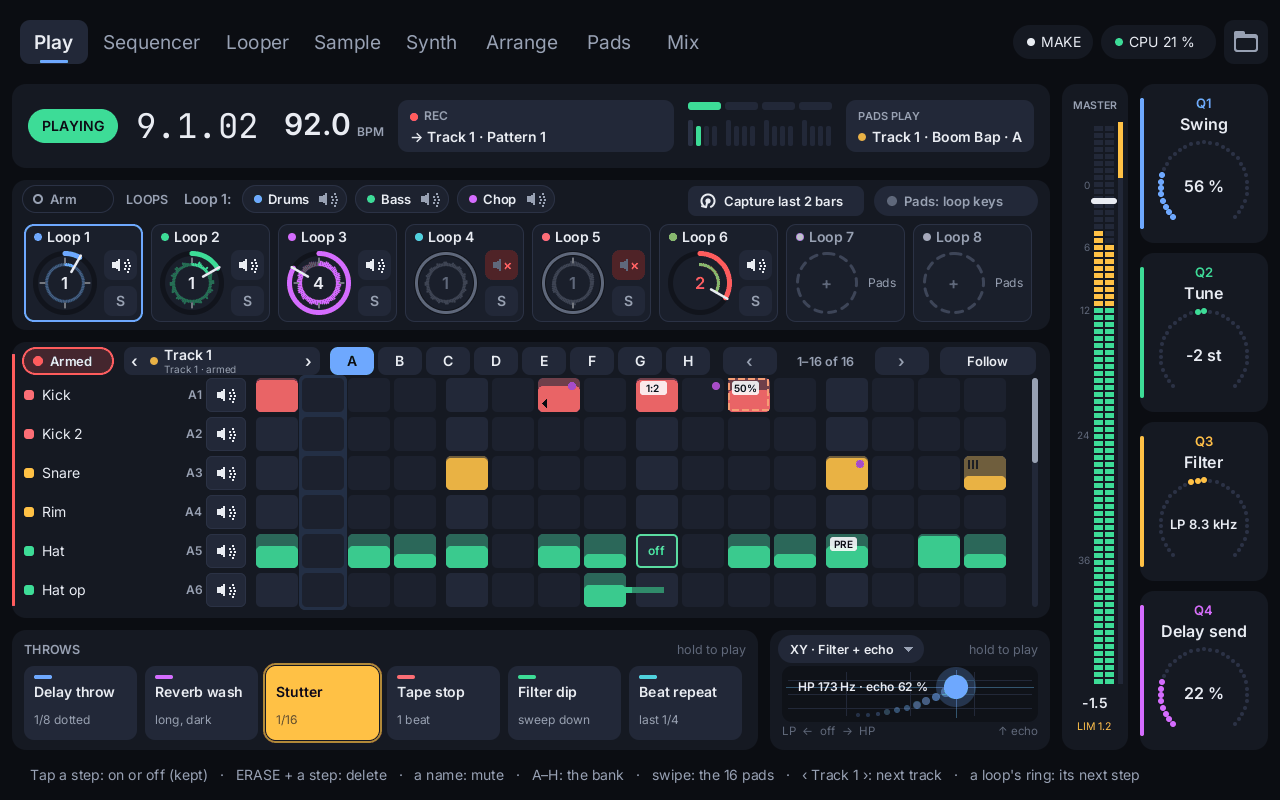 Play Sequencer Looper Sample Synth Arrange Pads Mix MAKE CPU 21 %
PLAYING 9.1.02 92.0 BPM
REC
→ Track 1 · Pattern 1
PADS PLAY
Track 1 · Boom Bap · A
Arm LOOPS Loop 1: Drums Bass Chop Capture last 2 bars Pads: loop keys
Loop 1 Loop 2 Loop 3 Loop 4 Loop 5 Loop 6 Loop 7 Loop 8
1 1 4 1 1 2 + Pads + Pads
S S S S S S
Armed ‹ Track 1 › A B C D E F G H ‹ 1–16 of 16 › Follow
Track 1 · armed
Kick A1 1:2 50%
Kick 2 A2
Snare A3
Rim A4
Hat A5 off PRE
Hat op A6
THROWS hold to play
Delay throw
1/8 dotted
Reverb wash
long, dark
Stutter
1/16
Tape stop
1 beat
Filter dip
sweep down
Beat repeat
last 1/4
XY · Filter + echo hold to play
HP 173 Hz · echo 62 %
LP ← off → HP ↑ echo
MASTER
0
6
12
24
36
-1.5
LIM 1.2
Q1
Swing
56 %
Q2
Tune
-2 st
Q3
Filter
LP 8.3 kHz
Q4
Delay send
22 %
Tap a step: on or off (kept) · ERASE + a step: delete · a name: mute · A–H: the bank · swipe: the 16 pads · ‹ Track 1 ›: next track · a loop's ring: its next step